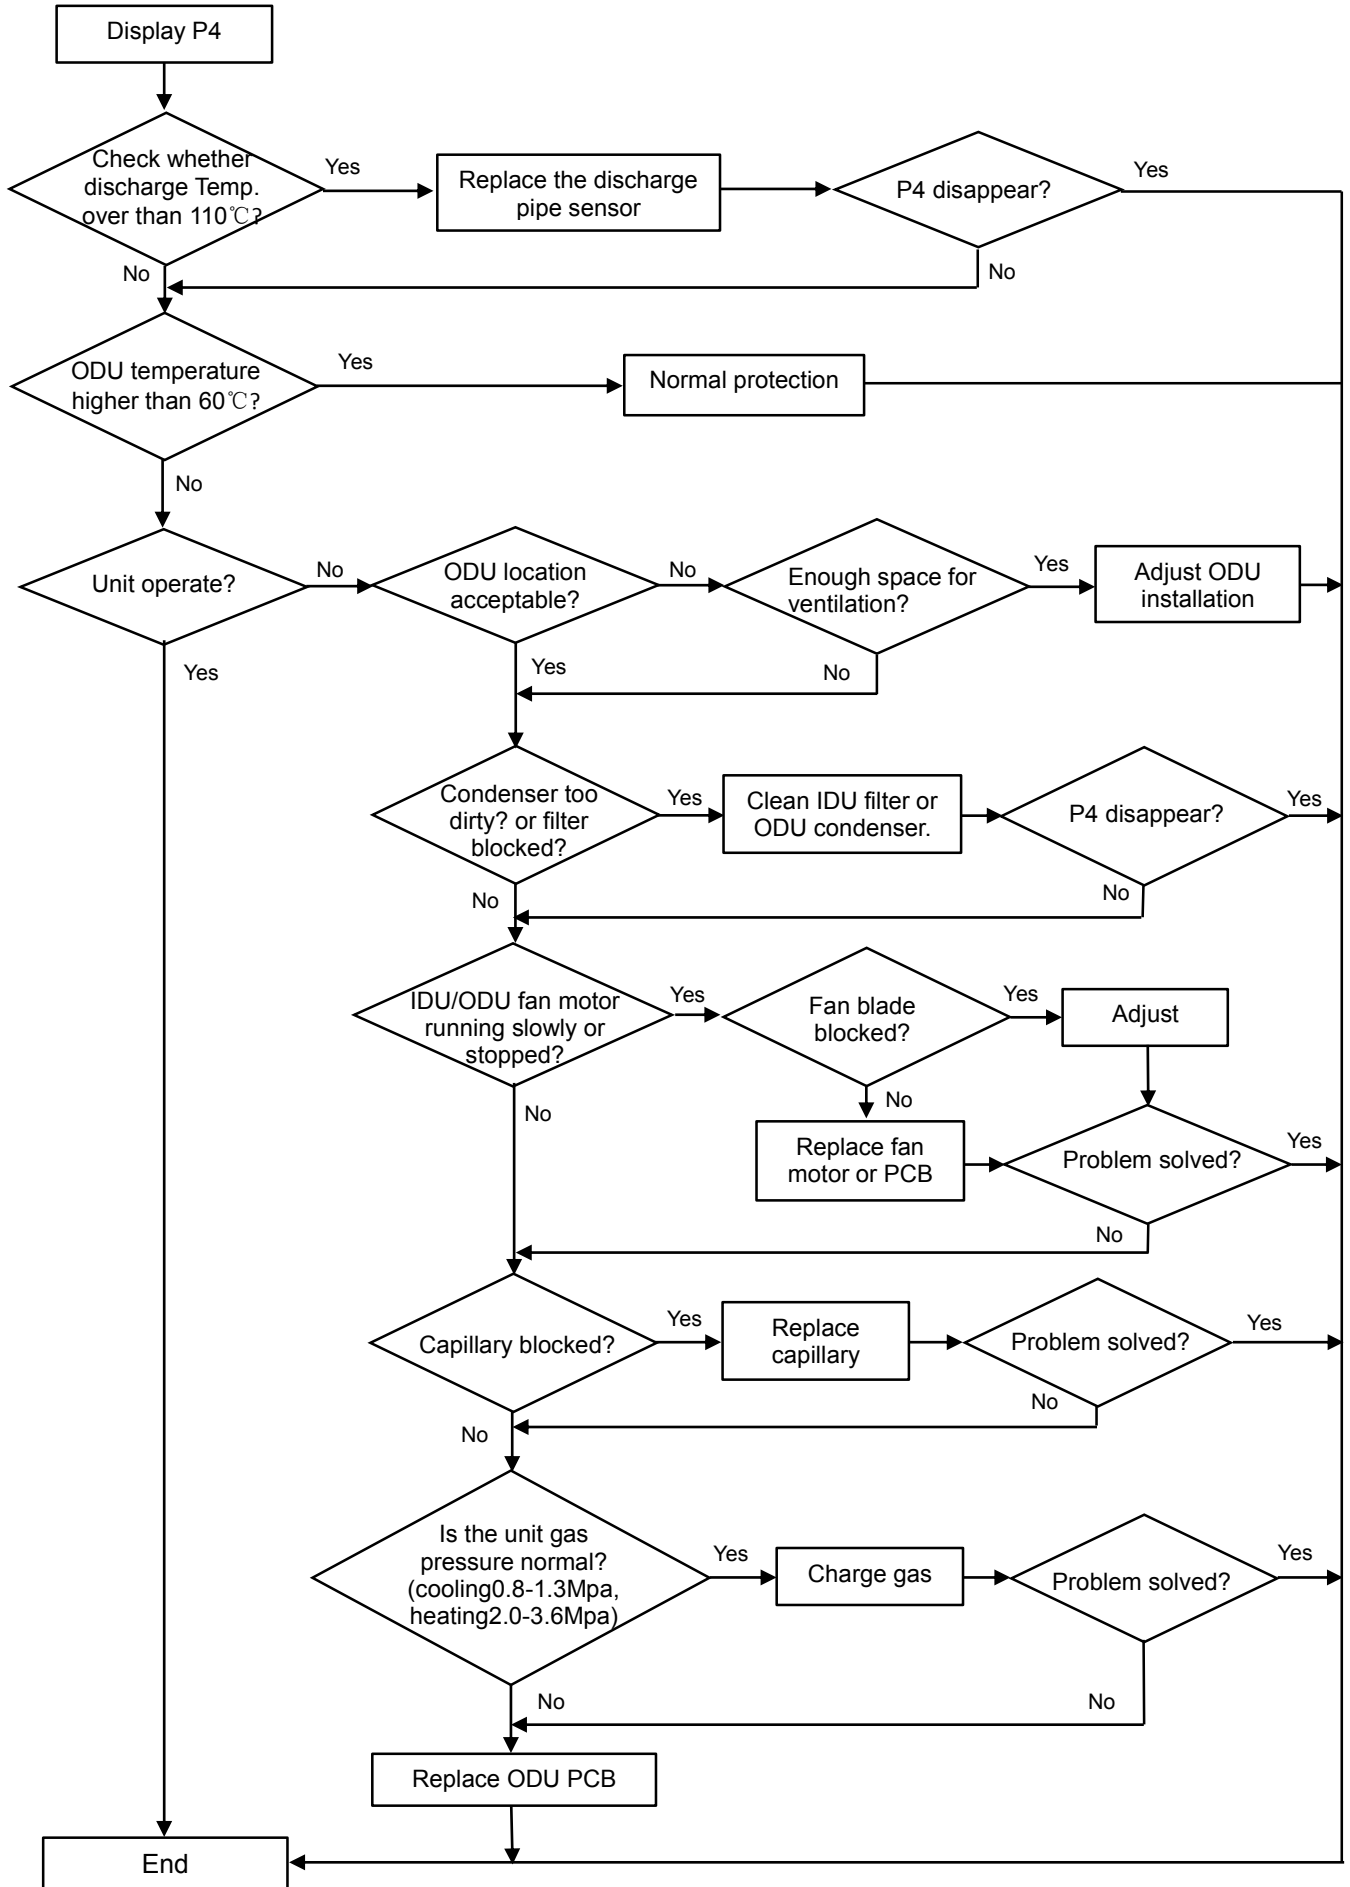 Display P4
Check whether
discharge Temp.
over than 110℃?
Yes
Replace the discharge
pipe sensor
P4 disappear?
Yes
No
No
ODU temperature
higher than 60℃?
Yes
Normal protection
No
Unit operate?
No
ODU location
acceptable?
No
Enough space for
ventilation?
Yes
Adjust ODU
installation
Yes
Yes
No
Condenser too
dirty? or filter
blocked?
Yes
Clean IDU filter or
ODU condenser.
P4 disappear?
Yes
No
No
IDU/ODU fan motor
running slowly or
stopped?
Yes
Fan blade
blocked?
Yes
Adjust
No
No
Replace fan
motor or PCB
Problem solved?
Yes
No
Capillary blocked?
Yes
Replace
capillary
Problem solved?
Yes
No
No
Is the unit gas
pressure normal?
(cooling0.8-1.3Mpa,
heating2.0-3.6Mpa)
Yes
Charge gas
Problem solved?
Yes
No
No
Replace ODU PCB
End